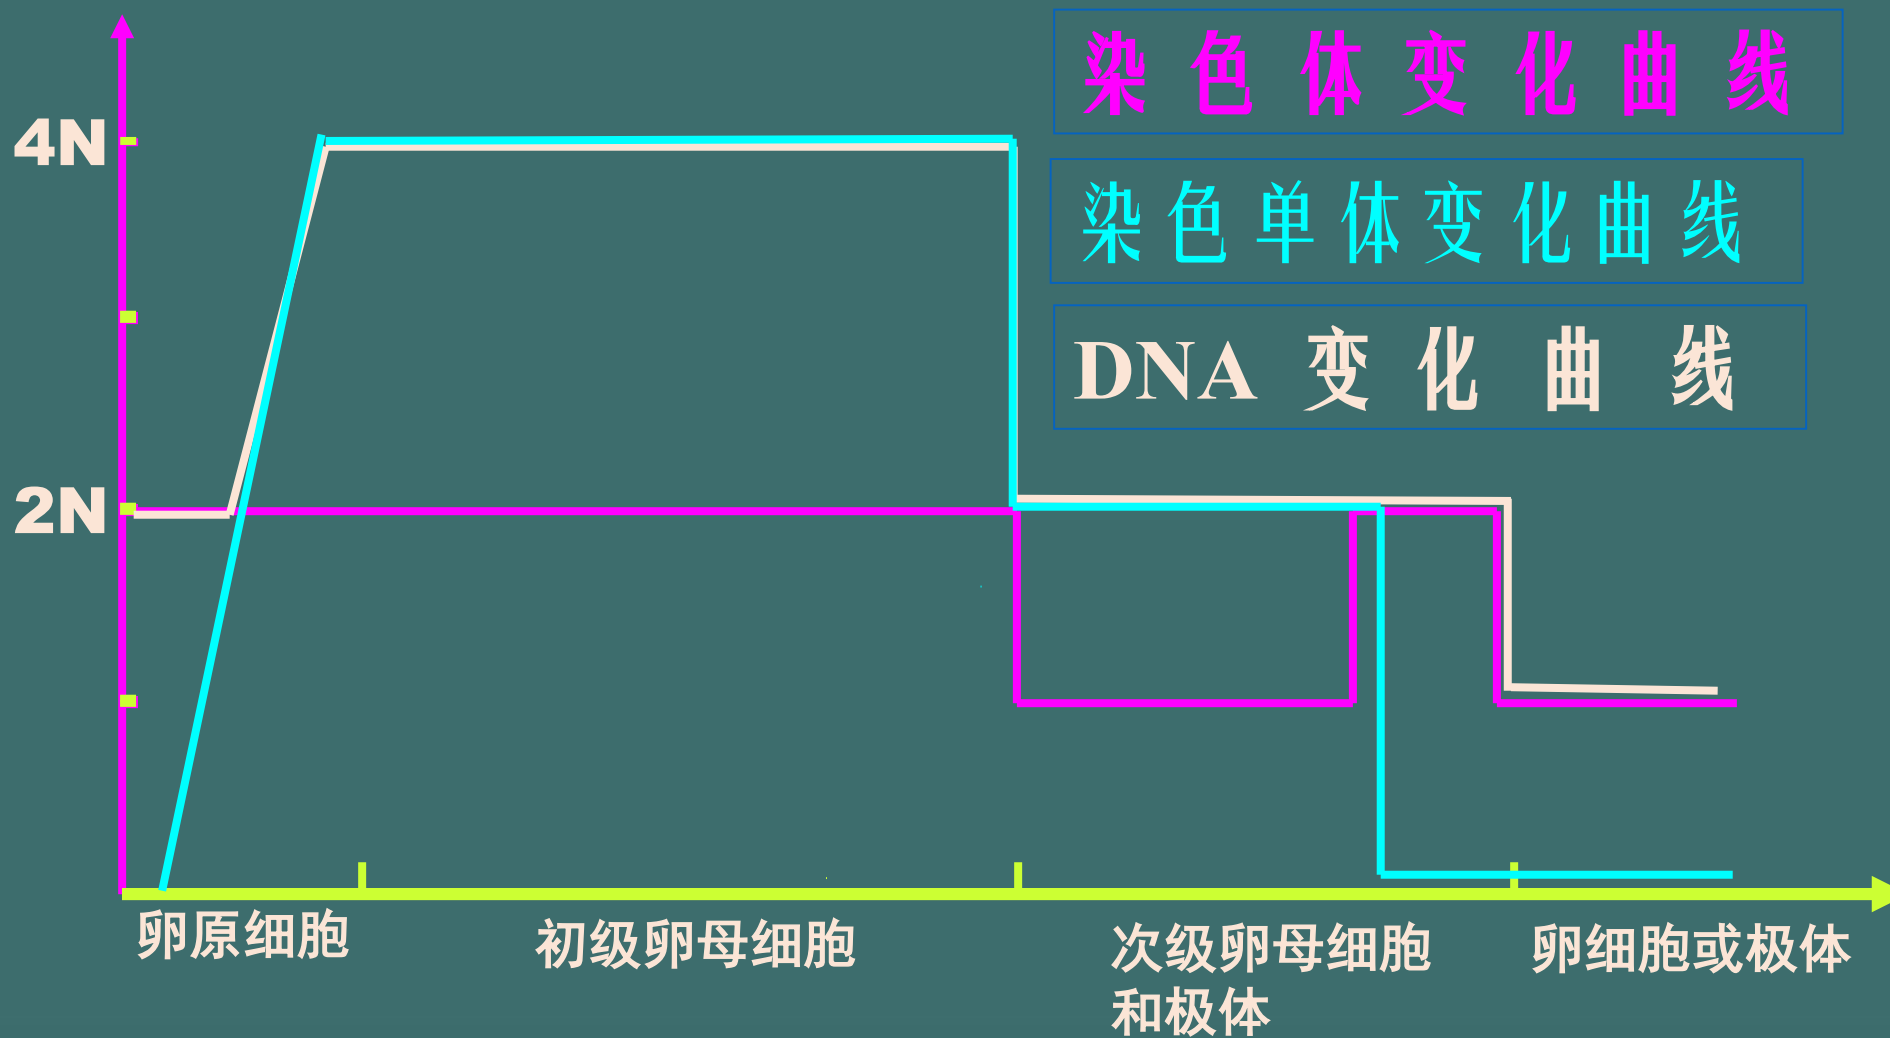 染色体变化曲线
染色单体变化曲线
DNA 变化曲线
4N
2N
卵原细胞
初级卵母细胞
次级卵母细胞
和极体
卵细胞或极体